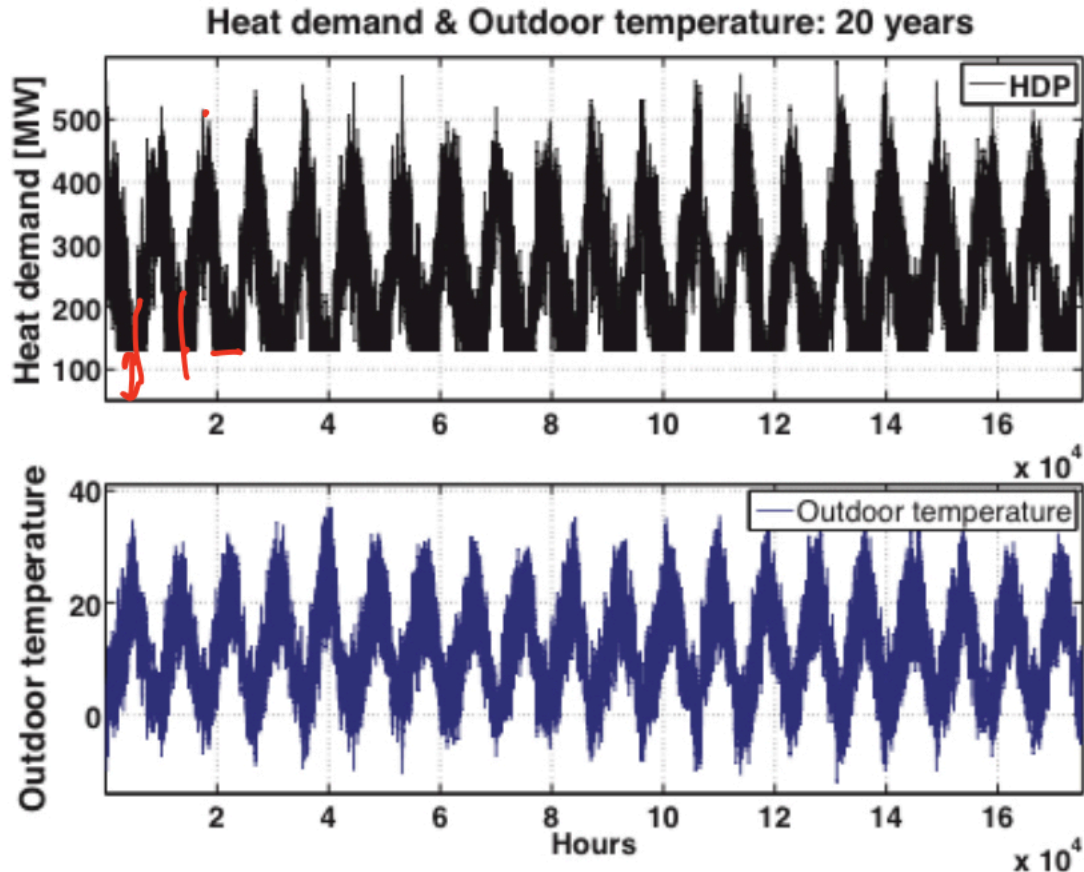 Heat demand & Outdoor temperature: 20 years
Heat demand [MW]
HDP
500
400
300
200
100
2 4 6 8 10 12 14 16
x 10^4
Outdoor temperature
Outdoor temperature
40
20
0
2 4 6 8 10 12 14 16
Hours
x 10^4